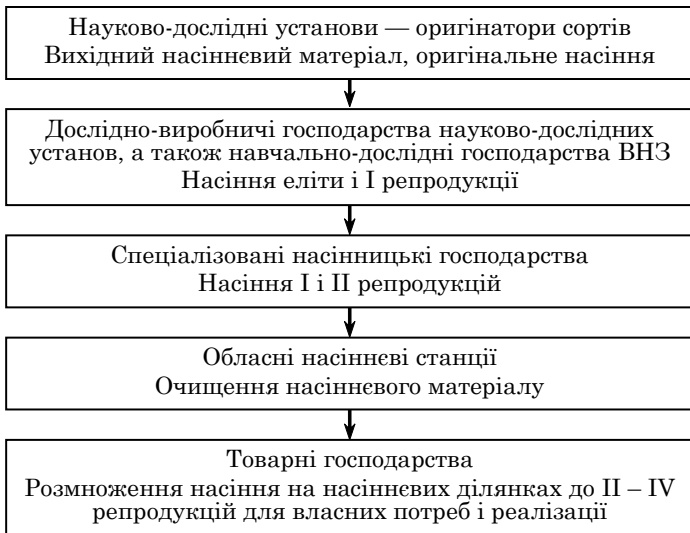 Науково-дослідні установи — оригінатори сортів
Вихідний насіннєвий матеріал, оригінальне насіння
Дослідно-виробничі господарства науково-дослідних
установ, а також навчально-дослідні господарства ВНЗ
Насіння еліти і I репродукції
Спеціалізовані насінницькі господарства
Насіння I і II репродукцій
Обласні насіннєві станції
Очищення насіннєвого матеріалу
Товарні господарства
Розмноження насіння на насіннєвих ділянках до II – IV
репродукцій для власних потреб і реалізації